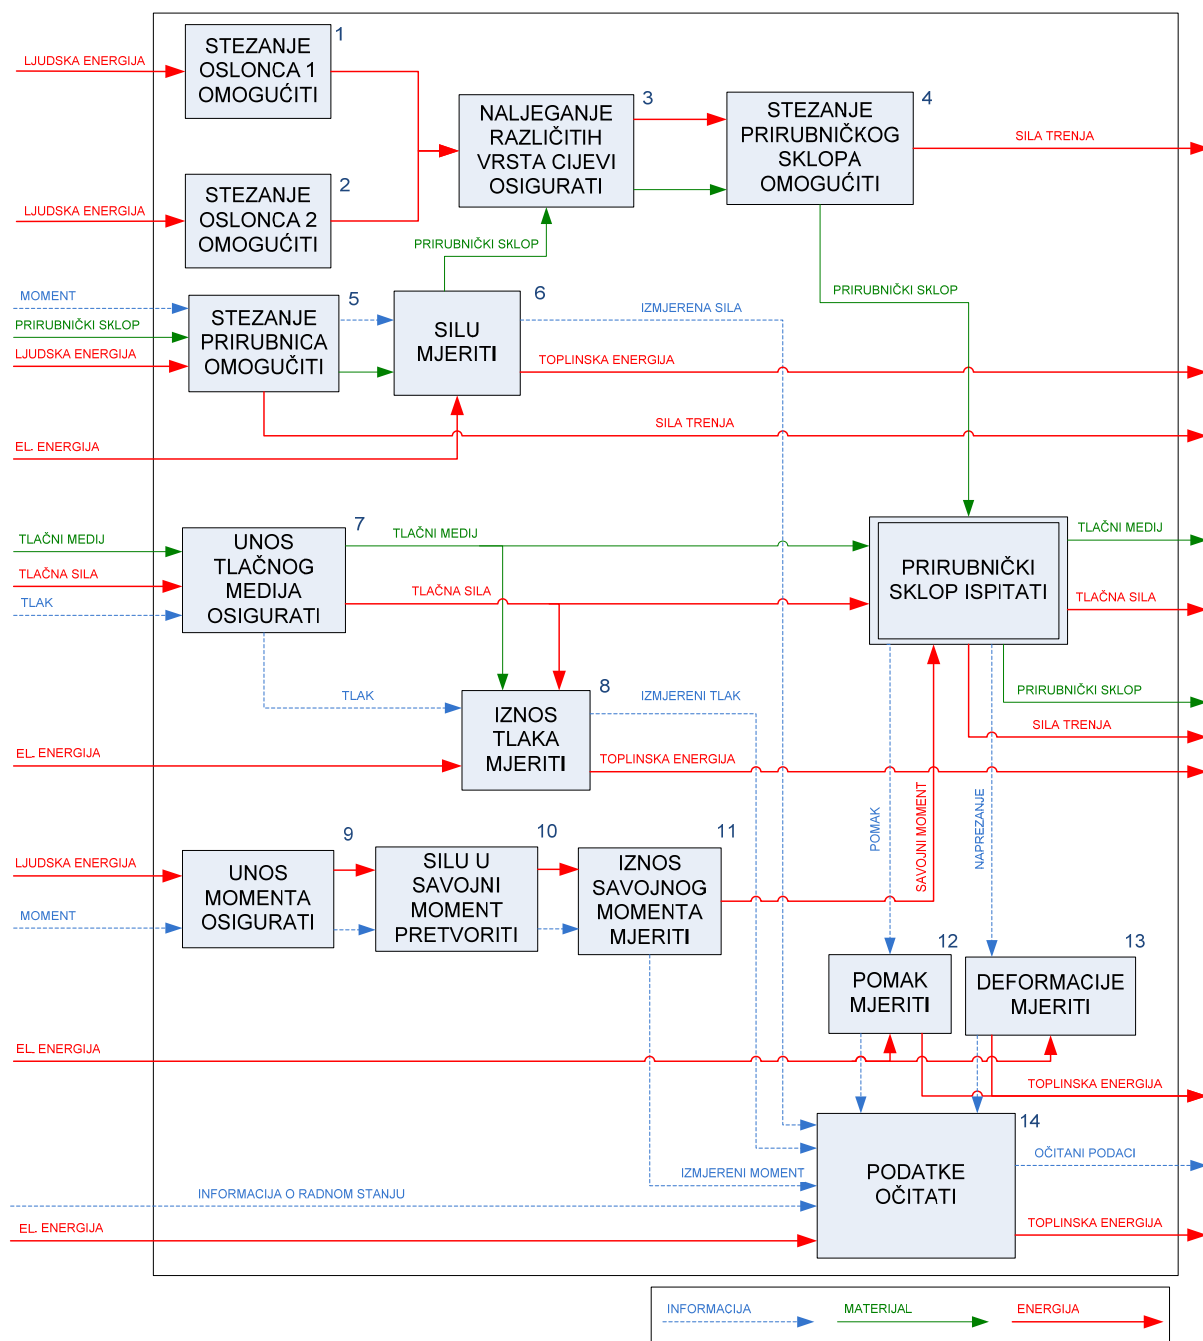 1
STEZANJE
OSLONCA 1
OMOGUĆITI
LJUDSKA ENERGIJA
2
STEZANJE
OSLONCA 2
OMOGUĆITI
LJUDSKA ENERGIJA
3
NALJEGANJE
RAZLIČITIH
VRSTA CIJEVI
OSIGURATI
4
STEZANJE
PRIRUBNIČKOG
SKLOPA
OMOGUĆITI
SILA TRENJA
PRIRUBNIČKI SKLOP
MOMENT
PRIRUBNIČKI SKLOP
LJUDSKA ENERGIJA
5
STEZANJE
PRIRUBNICA
OMOGUČITI
6
SILU
MJERITI
IZMJERENA SILA
PRIRUBNIČKI SKLOP
TOPLINSKA ENERGIJA
SILA TRENJA
EL. ENERGIJA
TLAČNI MEDIJ
TLAČNA SILA
TLAK
7
UNOS
TLAČNOG
MEDIJA
OSIGURATI
TLAČNI MEDIJ
TLAČNA SILA
TLAK
PRIRUBNIČKI
SKLOP ISPITATI
TLAČNI MEDIJ
TLAČNA SILA
PRIRUBNIČKI SKLOP
SILA TRENJA
8
IZNOS
TLAKA
MJERITI
IZMJERENI TLAK
TOPLINSKA ENERGIJA
EL. ENERGIJA
POMAK
SAVOJNI MOMENT
NAPREZANJE
LJUDSKA ENERGIJA
MOMENT
9
UNOS
MOMENTA
OSIGURATI
10
SILU U
SAVOJNI
MOMENT
PRETVORITI
11
IZNOS
SAVOJNOG
MOMENTA
MJERITI
12
POMAK
MJERITI
13
DEFORMACIJE
MJERITI
EL. ENERGIJA
TOPLINSKA ENERGIJA
14
PODATKE
OČITATI
OČITANI PODACI
IZMJERENI MOMENT
INFORMACIJA O RADNOM STANJU
EL. ENERGIJA
TOPLINSKA ENERGIJA
INFORMACIJA
MATERIJAL
ENERGIJA